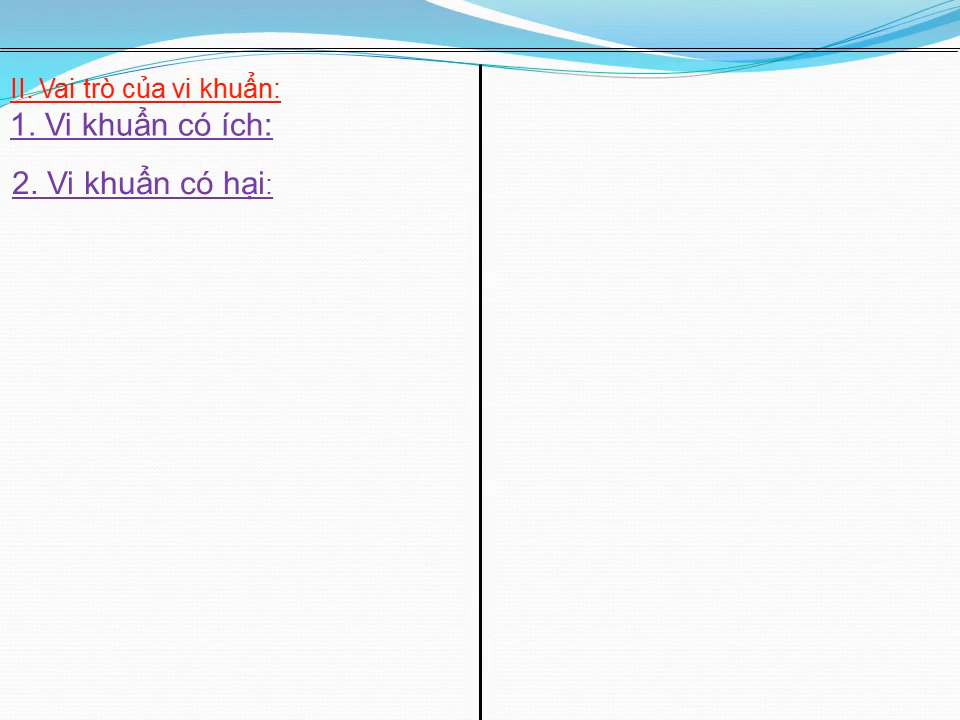 II. Vai trò của vi khuẩn:
1. Vi khuẩn có ích:
2. Vi khuẩn có hại: